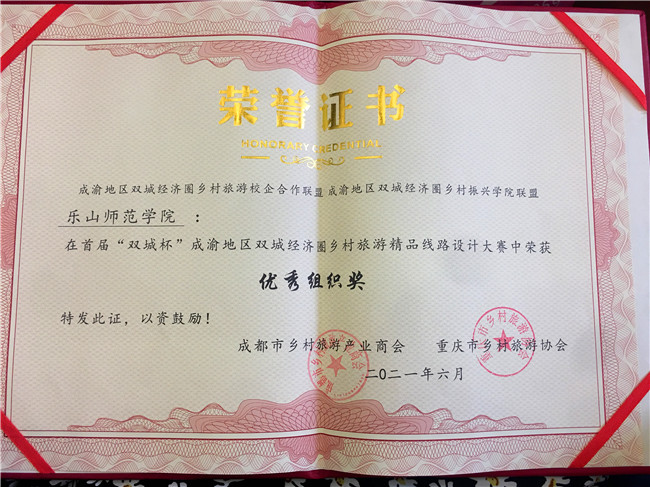 荣誉证书
HONORARY CREDENTIAL
成渝地区双城经济圈乡村旅游校企合作联盟 成渝地区双城经济圈乡村振兴学院联盟
乐山师范学院：
在首届“双城杯”成渝地区双城经济圈乡村旅游精品线路设计大赛中荣获
优秀组织奖
特发此证，以资鼓励！
成都市乡村旅游产业商会 重庆市乡村旅游协会
二〇二一年六月